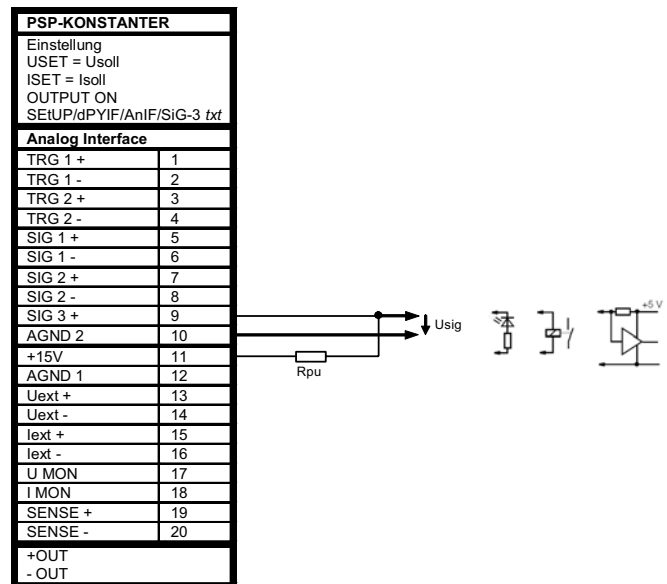 PSP-KONSTANTER
Einstellung
USET = Usoll
ISET = Isoll
OUTPUT ON
SEtUP/dPYIF/AnIF/SiG-3 txt
Analog Interface
TRG 1 + 1
TRG 1 - 2
TRG 2 + 3
TRG 2 - 4
SIG 1 + 5
SIG 1 - 6
SIG 2 + 7
SIG 2 - 8
SIG 3 + 9
AGND 2 10
+15V 11
AGND 1 12
Uext + 13
Uext - 14
Iext + 15
Iext - 16
U MON 17
I MON 18
SENSE + 19
SENSE - 20
+OUT
- OUT
Rpu
Usig
+5 V